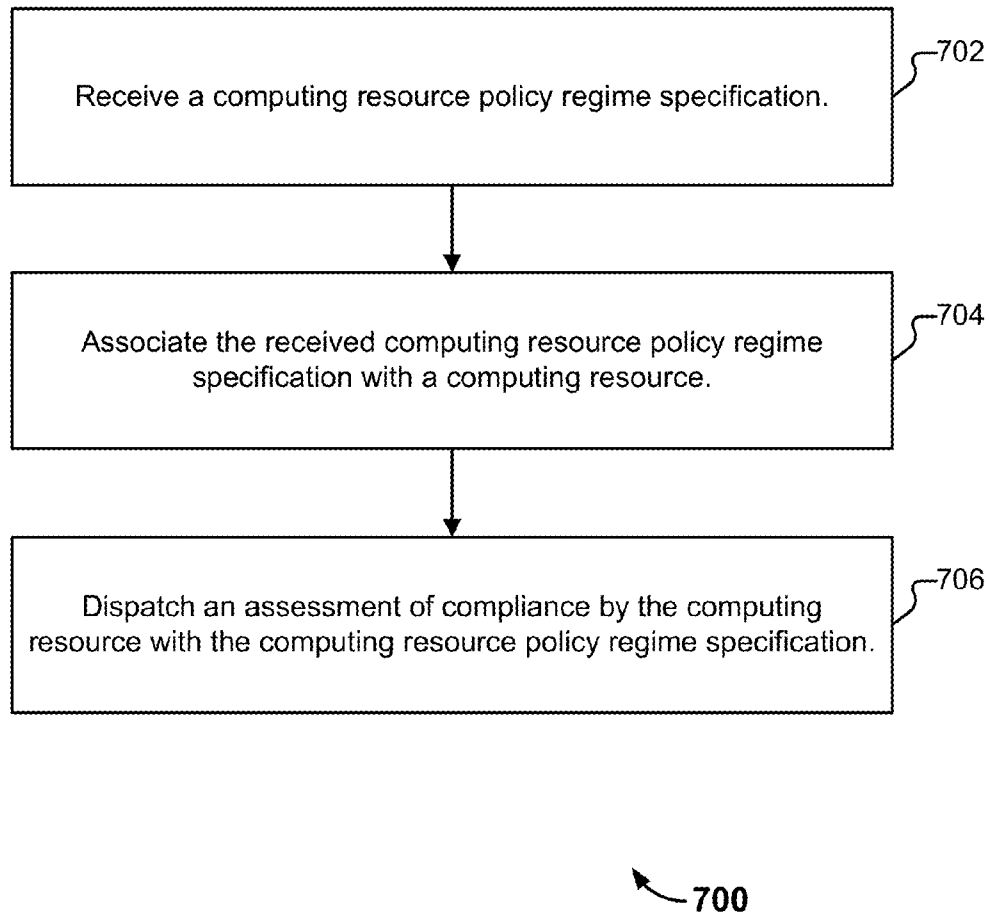 Receive a computing resource policy regime specification.
702
Associate the received computing resource policy regime
specification with a computing resource.
704
Dispatch an assessment of compliance by the computing
resource with the computing resource policy regime specification.
706
700